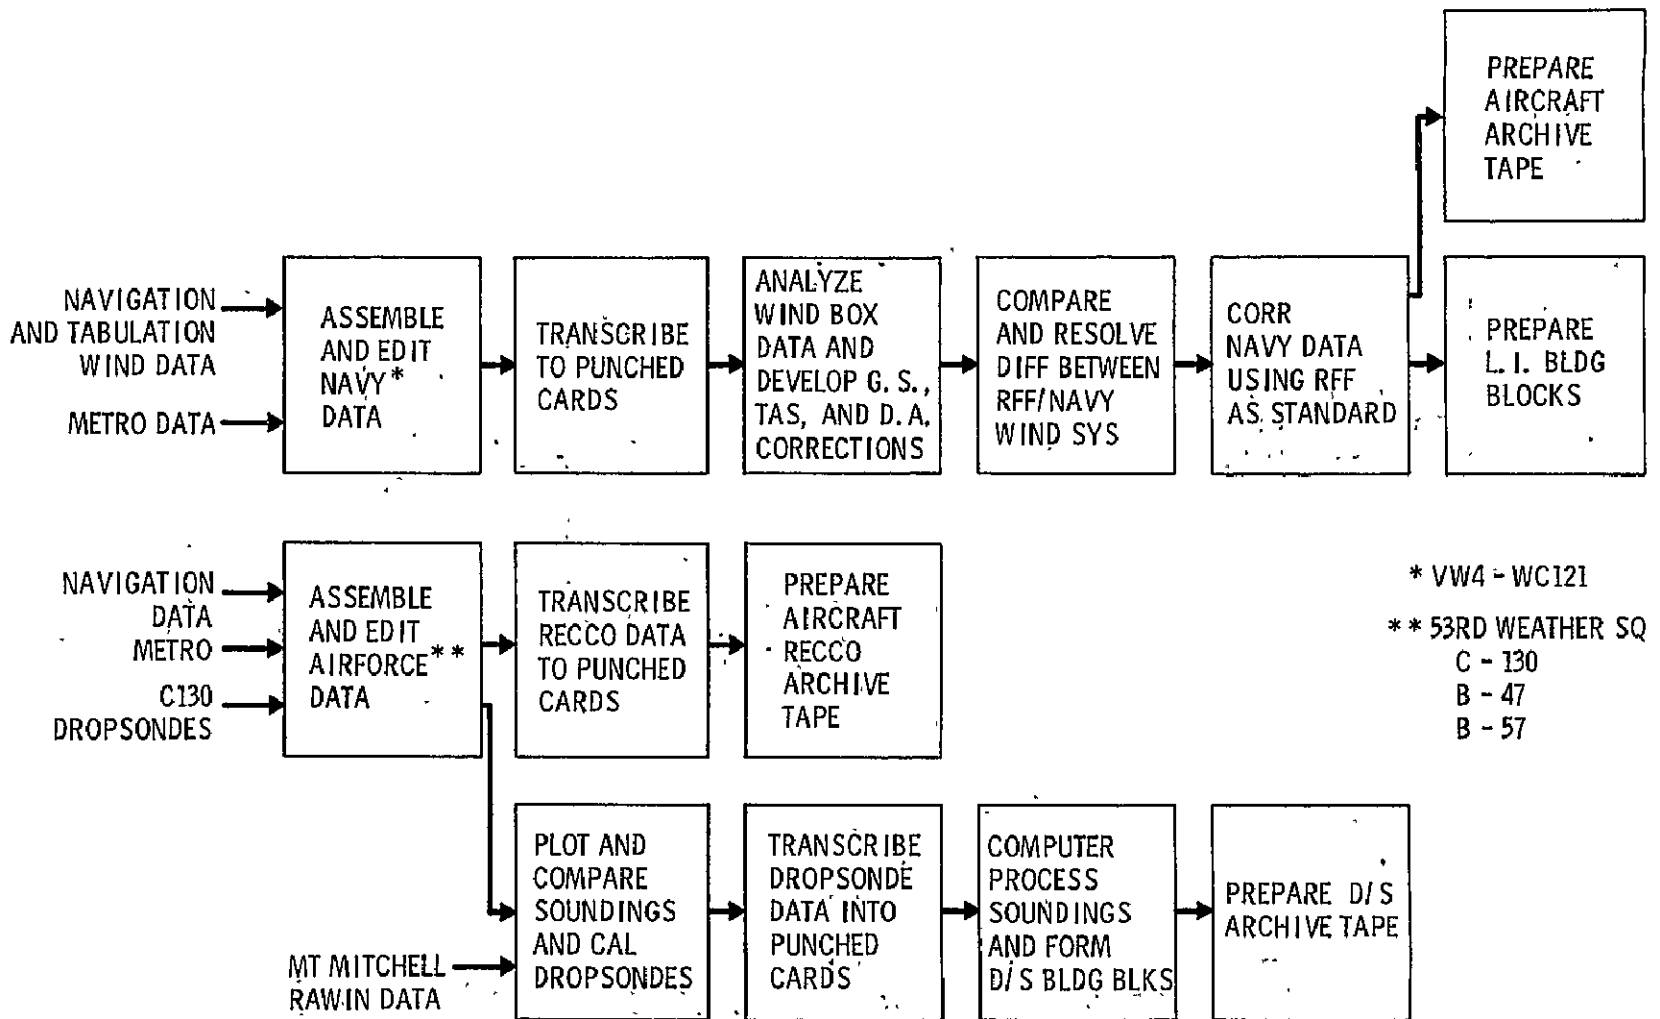 PREPARE
AIRCRAFT
ARCHIVE
TAPE
NAVIGATION
AND TABULATION
WIND DATA
METRO DATA
ASSEMBLE
AND EDIT
NAVY*
DATA
TRANSCRIBE
TO PUNCHED
CARDS
ANALYZE
WIND BOX
DATA AND
DEVELOP G. S.,
TAS, AND D. A.
CORRECTIONS
COMPARE
AND RESOLVE
DIFF BETWEEN
RFF/NAVY
WIND SYS
CORR
NAVY DATA
USING RFF
AS STANDARD
PREPARE
L. I. BLDG
BLOCKS
NAVIGATION
DATA
METRO
C130
DROPSONDES
ASSEMBLE
AND EDIT
AIRFORCE**
DATA
TRANSCRIBE
RECCO DATA
TO PUNCHED
CARDS
PREPARE
AIRCRAFT
RECCO
ARCHIVE
TAPE
* VW4 - WC121
** 53RD WEATHER SQ
C - 130
B - 47
B - 57
MT MITCHELL
RAWIN DATA
PLOT AND
COMPARE
SOUNDINGS
AND CAL
DROPSONDES
TRANSCRIBE
DROPSONDE
DATA INTO
PUNCHED
CARDS
COMPUTER
PROCESS
SOUNDINGS
AND FORM
D/S BLDG BLKS
PREPARE D/S
ARCHIVE TAPE